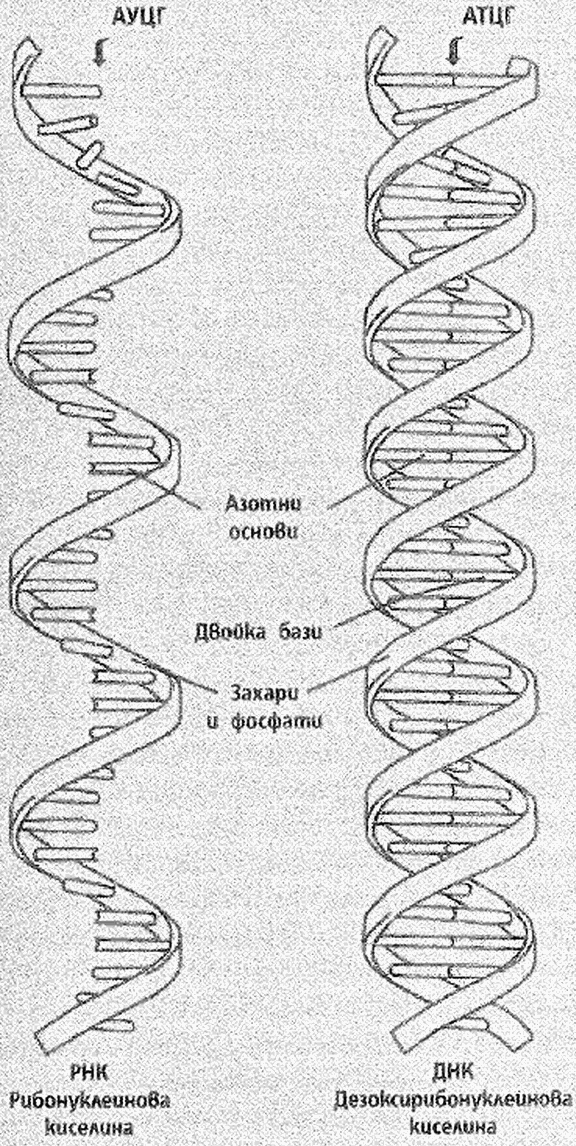 АУЦГ
АТЦГ
Азотни
основи
Двойка бази
Захари
и фосфати
РНК
Рибонуклеинова
киселина
ДНК
Дезоксирибонуклеинова
киселина